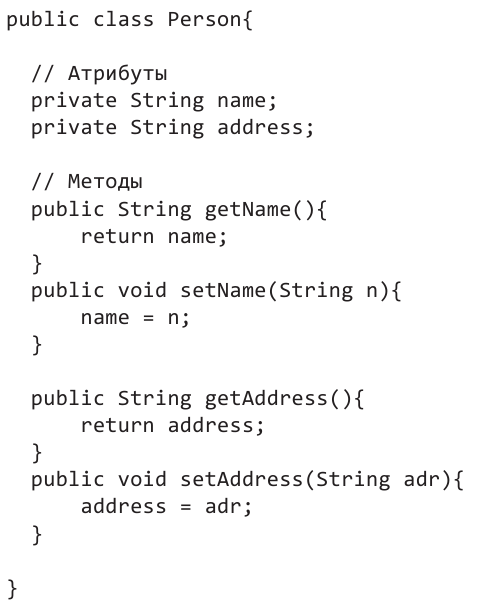 public class Person{
// Атрибуты
private String name;
private String address;
// Методы
public String getName(){
return name;
}
public void setName(String n){
name = n;
}
public String getAddress(){
return address;
}
public void setAddress(String adr){
address = adr;
}
}